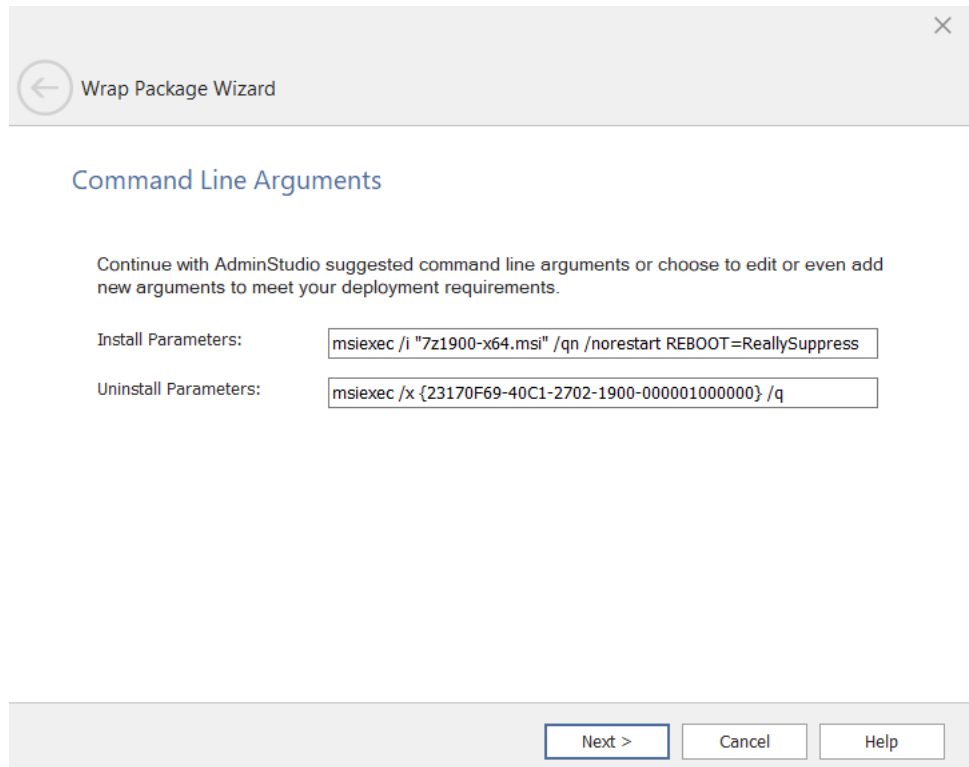 Wrap Package Wizard
Command Line Arguments
Continue with AdminStudio suggested command line arguments or choose to edit or even add
new arguments to meet your deployment requirements.
Install Parameters:
msiexec /i "7z1900-x64.msi" /qn /norestart REBOOT=ReallySuppress
Uninstall Parameters:
msiexec /x {23170F69-40C1-2702-1900-000001000000} /q
Next >
Cancel
Help